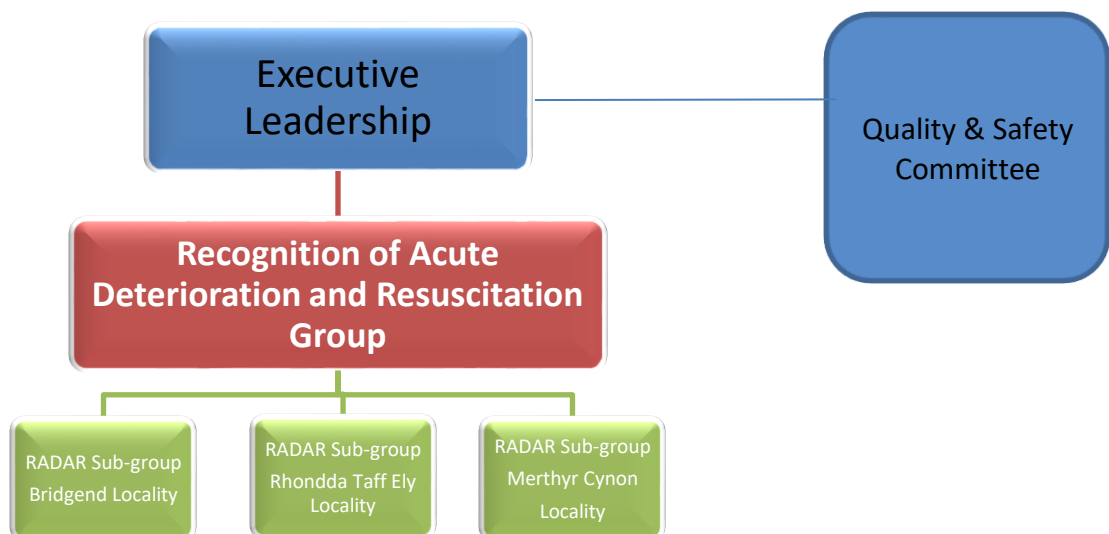 Executive
Leadership
Quality & Safety
Committee
Recognition of Acute
Deterioration and Resuscitation
Group
RADAR Sub-group
Bridgend Locality
RADAR Sub-group
Rhondda Taff Ely
Locality
RADAR Sub-group
Merthyr Cynon
Locality